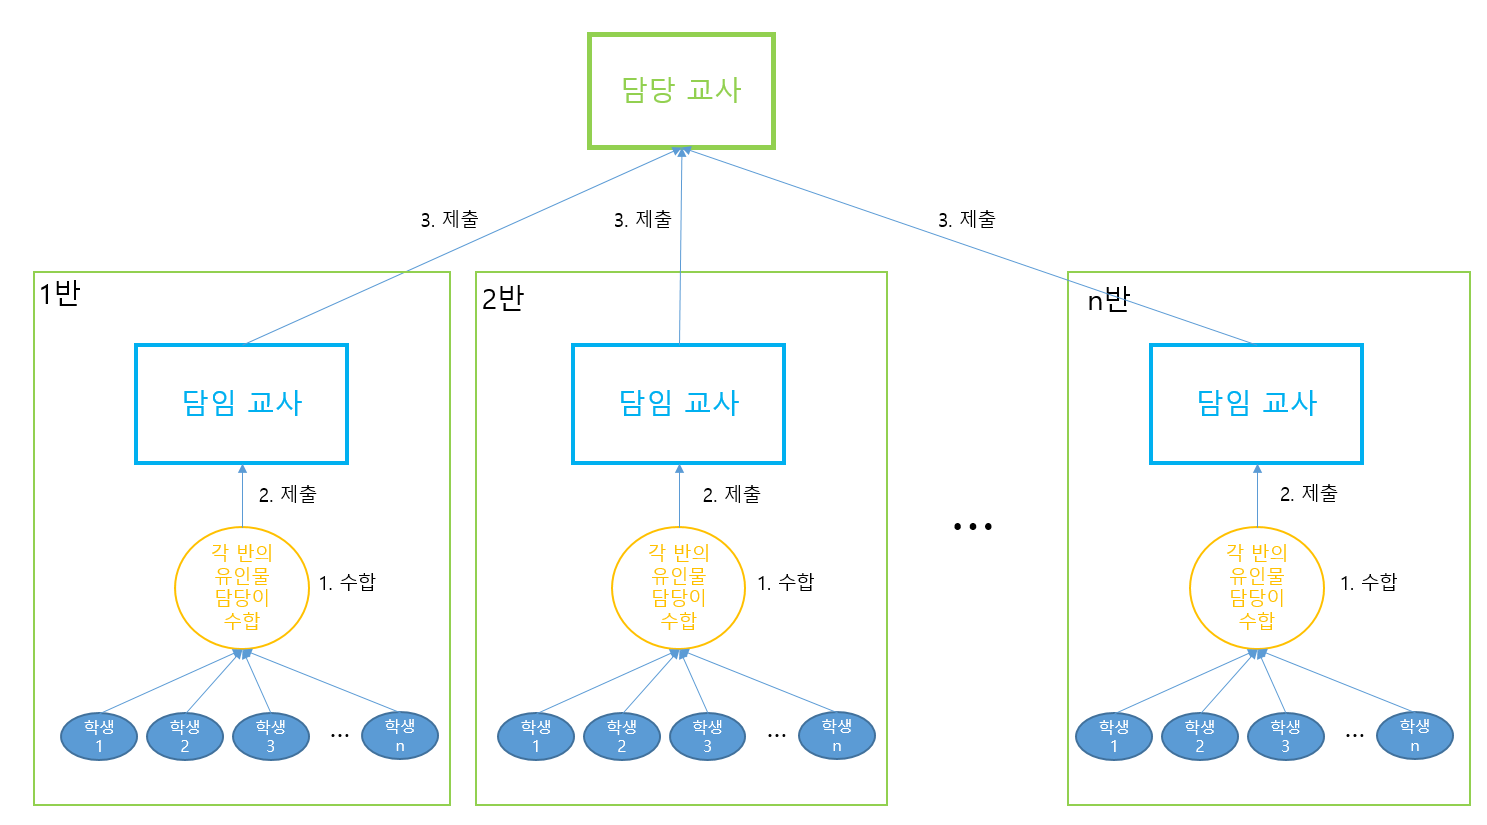 담당 교사
3. 제출
3. 제출
3. 제출
1반
2반
n반
담임 교사
담임 교사
담임 교사
2. 제출
2. 제출
2. 제출
...
각 반의
유인물
담당이
수합
1. 수합
각 반의
유인물
담당이
수합
1. 수합
각 반의
유인물
담당이
수합
1. 수합
학생
1
학생
2
학생
3
...
학생
n
학생
1
학생
2
학생
3
...
학생
n
학생
1
학생
2
학생
3
...
학생
n